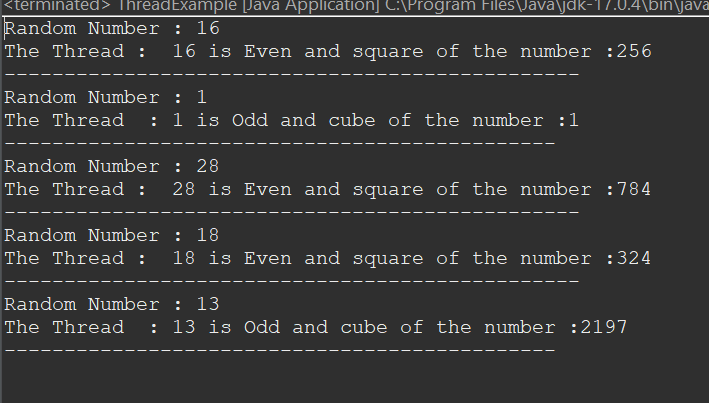 <terminated> ThreadExample [Java Application] C:\Program Files\Java\jdk-17.0.4\bin\java
Random Number : 16
The Thread :  16 is Even and square of the number :256
------------------------------------------------
Random Number : 1
The Thread  : 1 is Odd and cube of the number :1
----------------------------------------------
Random Number : 28
The Thread :  28 is Even and square of the number :784
------------------------------------------------
Random Number : 18
The Thread :  18 is Even and square of the number :324
------------------------------------------------
Random Number : 13
The Thread  : 13 is Odd and cube of the number :2197
----------------------------------------------